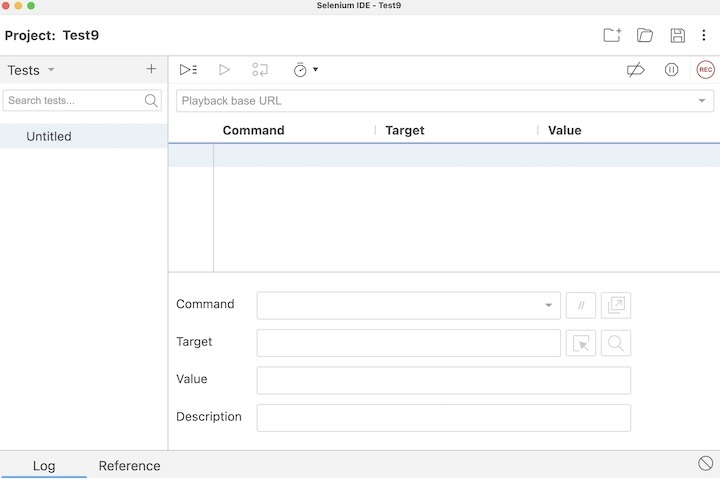 Selenium IDE - Test9
Project: Test9
Tests
Search tests...
Untitled
REC
Playback base URL
Command Target Value
Command
//
Target
Value
Description
Log Reference